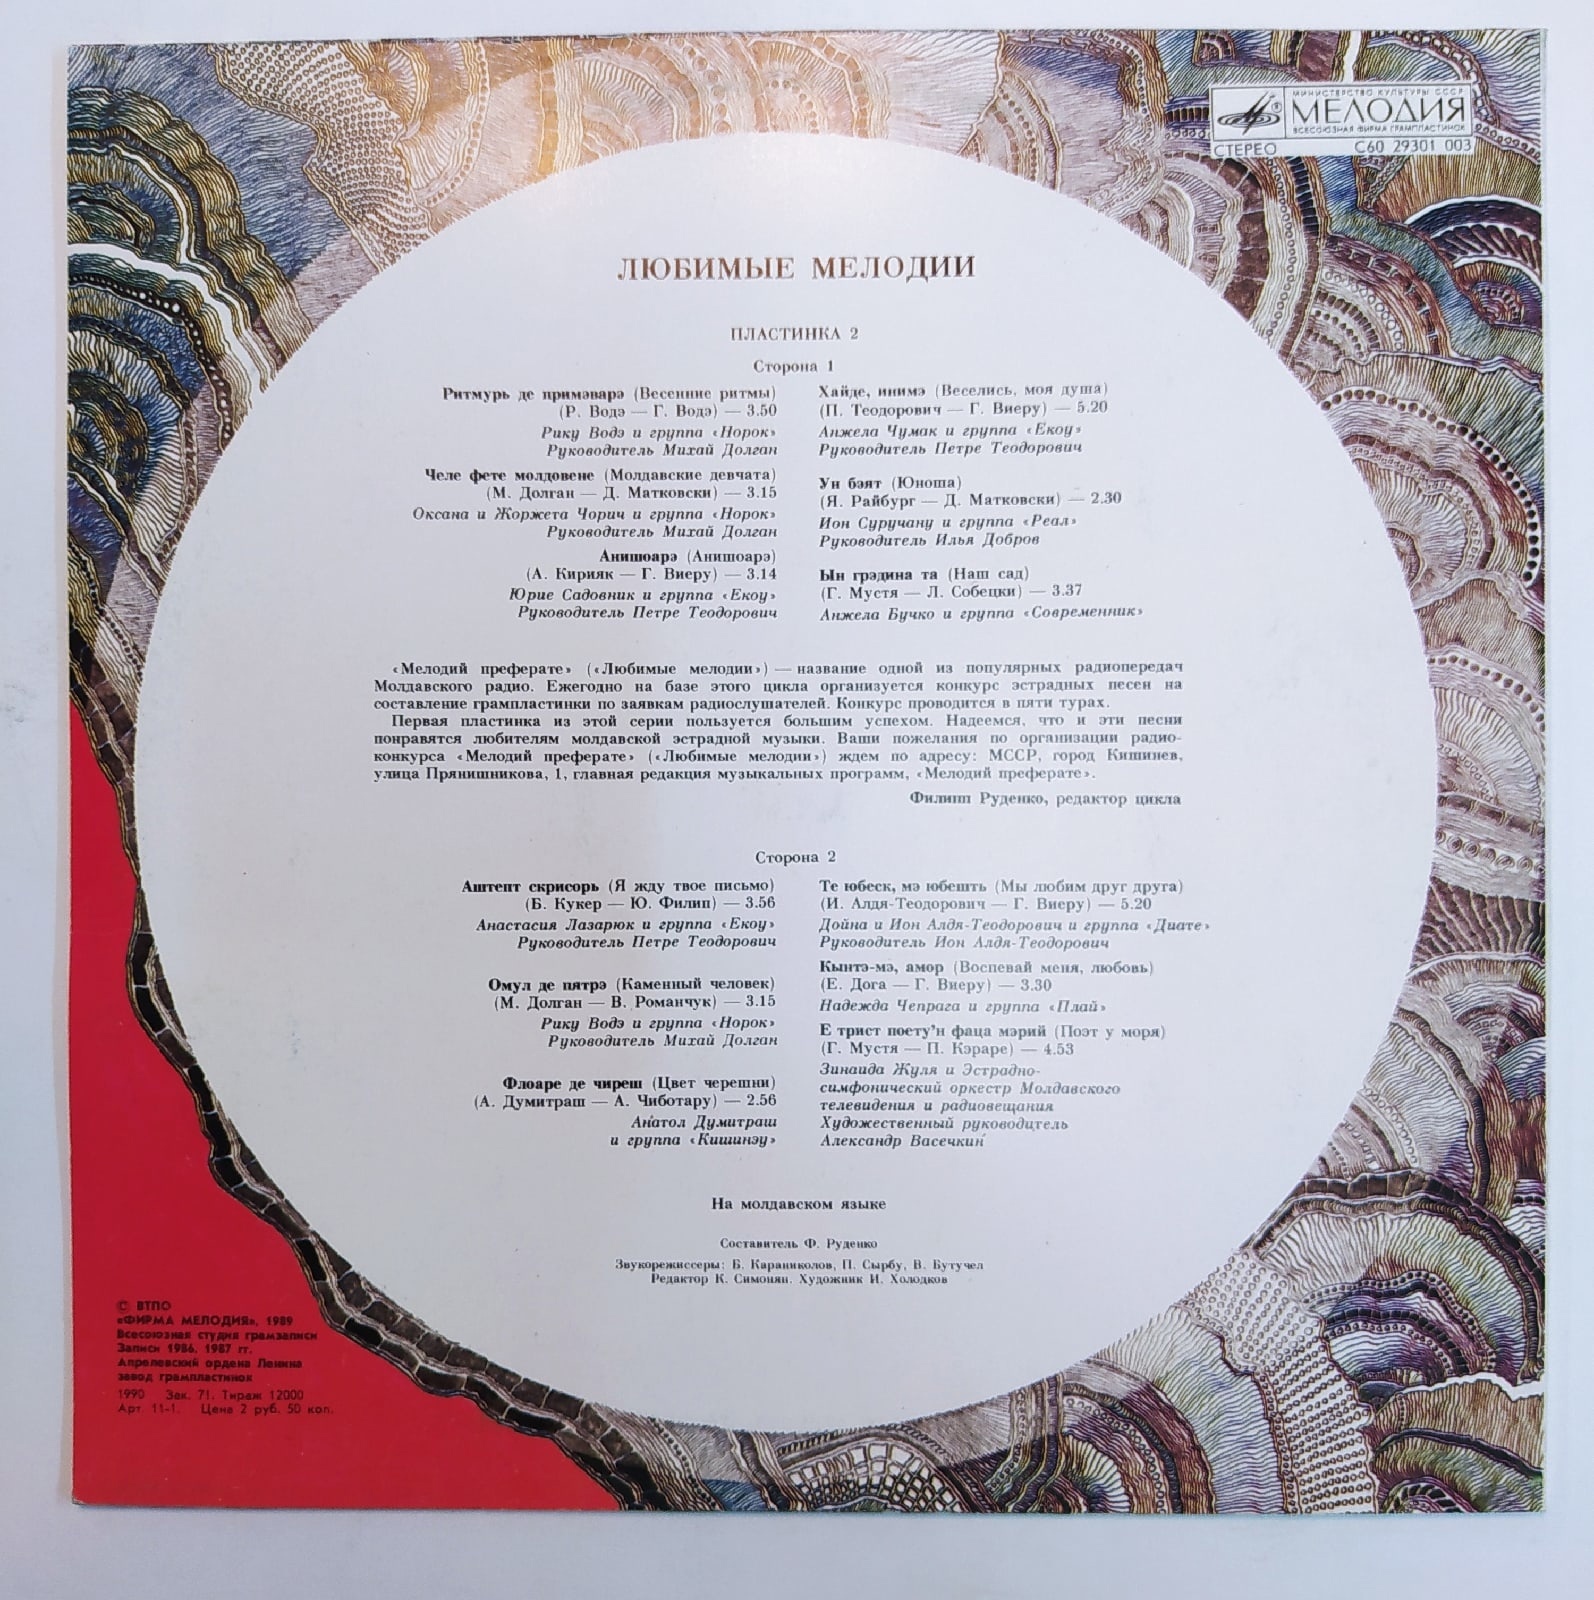 МИНИСТЕРСТВО КУЛЬТУРЫ СССР
МЕЛОДИЯ
ВСЕСОЮЗНАЯ ФИРМА ГРАМПЛАСТИНОК
СТЕРЕО С60 29301 003
ЛЮБИМЫЕ МЕЛОДИИ
ПЛАСТИНКА 2
Сторона 1
Ритмурь де примэварэ (Весенние ритмы)
(Р. Водэ — Г. Водэ) — 3.50
Рику Водэ и группа «Норок»
Руководитель Михай Долган
Челе фете молдовене (Молдавские девчата)
(М. Долган — Д. Матковски) — 3.15
Оксана и Жоржета Чорич и группа «Норок»
Руководитель Михай Долган
Анишоарэ (Анишоарэ)
(А. Кирияк — Г. Виеру) — 3.14
Юрие Садовник и группа «Екоу»
Руководитель Петре Теодорович
Хайде, инимэ (Веселись, моя душа)
(П. Теодорович — Г. Виеру) — 5.20
Анжела Чумак и группа «Екоу»
Руководитель Петре Теодорович
Ун бэят (Юноша)
(Я. Райбург — Д. Матковски) — 2.30
Ион Суручану и группа «Реал»
Руководитель Илья Добров
Ын грэдина та (Наш сад)
(Г. Мустя — Л. Собецки) — 3.37
Анжела Бучко и группа «Современник»
«Мелодий преферате» («Любимые мелодии») — название одной из популярных радиопередач
Молдавского радио. Ежегодно на базе этого цикла организуется конкурс эстрадных песен на
составление грампластинки по заявкам радиослушателей. Конкурс проводится в пяти турах.
Первая пластинка из этой серии пользуется большим успехом. Надеемся, что и эти песни
понравятся любителям молдавской эстрадной музыки. Ваши пожелания по организации радио-
конкурса «Мелодий преферате» («Любимые мелодии») ждем по адресу: МССР, город Кишинев,
улица Прянишникова, 1, главная редакция музыкальных программ, «Мелодий преферате».
Филипп Руденко, редактор цикла
Сторона 2
Аштепт скрисорь (Я жду твое письмо)
(Б. Кукер — Ю. Филип) — 3.56
Анастасия Лазарюк и группа «Екоу»
Руководитель Петре Теодорович
Омул де пятрэ (Каменный человек)
(М. Долган — В. Романчук) — 3.15
Рику Водэ и группа «Норок»
Руководитель Михай Долган
Флоаре де чиреш (Цвет черешни)
(А. Думитраш — А. Чиботару) — 2.56
Анатол Думитраш
и группа «Кишинэу»
Те юбеск, мэ юбешть (Мы любим друг друга)
(И. Алдя-Теодорович — Г. Виеру) — 5.20
Дойна и Ион Алдя-Теодорович и группа «Диате»
Руководитель Ион Алдя-Теодорович
Кынтэ-мэ, амор (Воспевай меня, любовь)
(Е. Дога — Г. Виеру) — 3.30
Надежда Чепрага и группа «Плай»
Е трист поету'н фаца мэрий (Поэт у моря)
(Г. Мустя — П. Кэраре) — 4.53
Зинаида Жуля и Эстрадно-
симфонический оркестр Молдавского
телевидения и радиовещания
Художественный руководитель
Александр Васечкин
На молдавском языке
Составитель Ф. Руденко
Звукорежиссеры: Б. Караниколов, П. Сырбу, В. Бутучел
Редактор К. Симонян. Художник И. Холодков
© ВТПО
«ФИРМА МЕЛОДИЯ», 1989
Всесоюзная студия грамзаписи
Записи 1986, 1987 гг.
Апрелевский ордена Ленина
завод грампластинок
1990 Зак. 71. Тираж 12000
Арт. 11-1. Цена 2 руб. 50 коп.